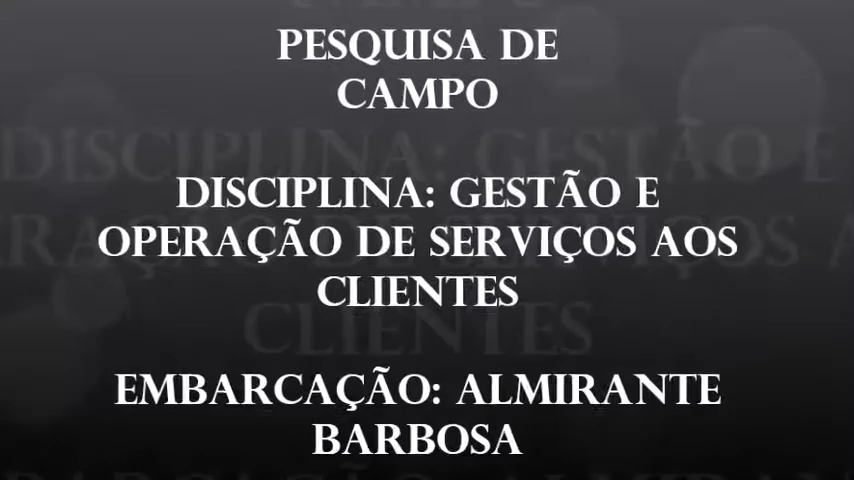 PESQUISA DE
CAMPO
DISCIPLINA: GESTÃO E
OPERAÇÃO DE SERVIÇOS AOS
CLIENTES
EMBARCAÇÃO: ALMIRANTE
BARBOSA